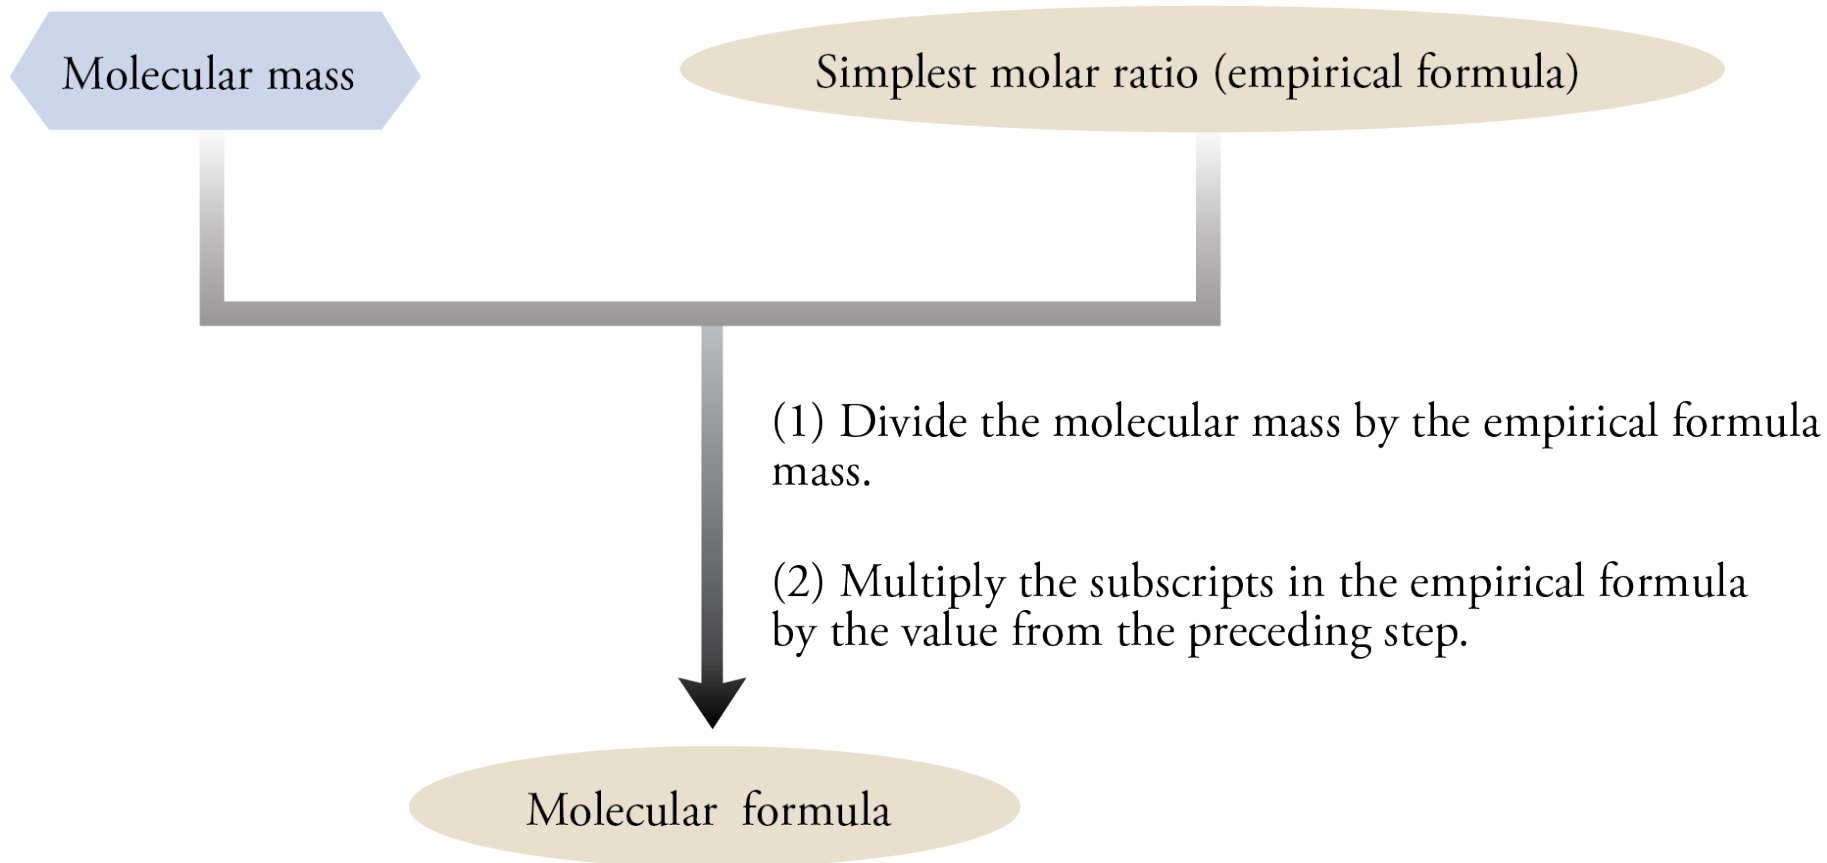 Molecular mass
Simplest molar ratio (empirical formula)
(1) Divide the molecular mass by the empirical formula
mass.
(2) Multiply the subscripts in the empirical formula
by the value from the preceding step.
Molecular formula